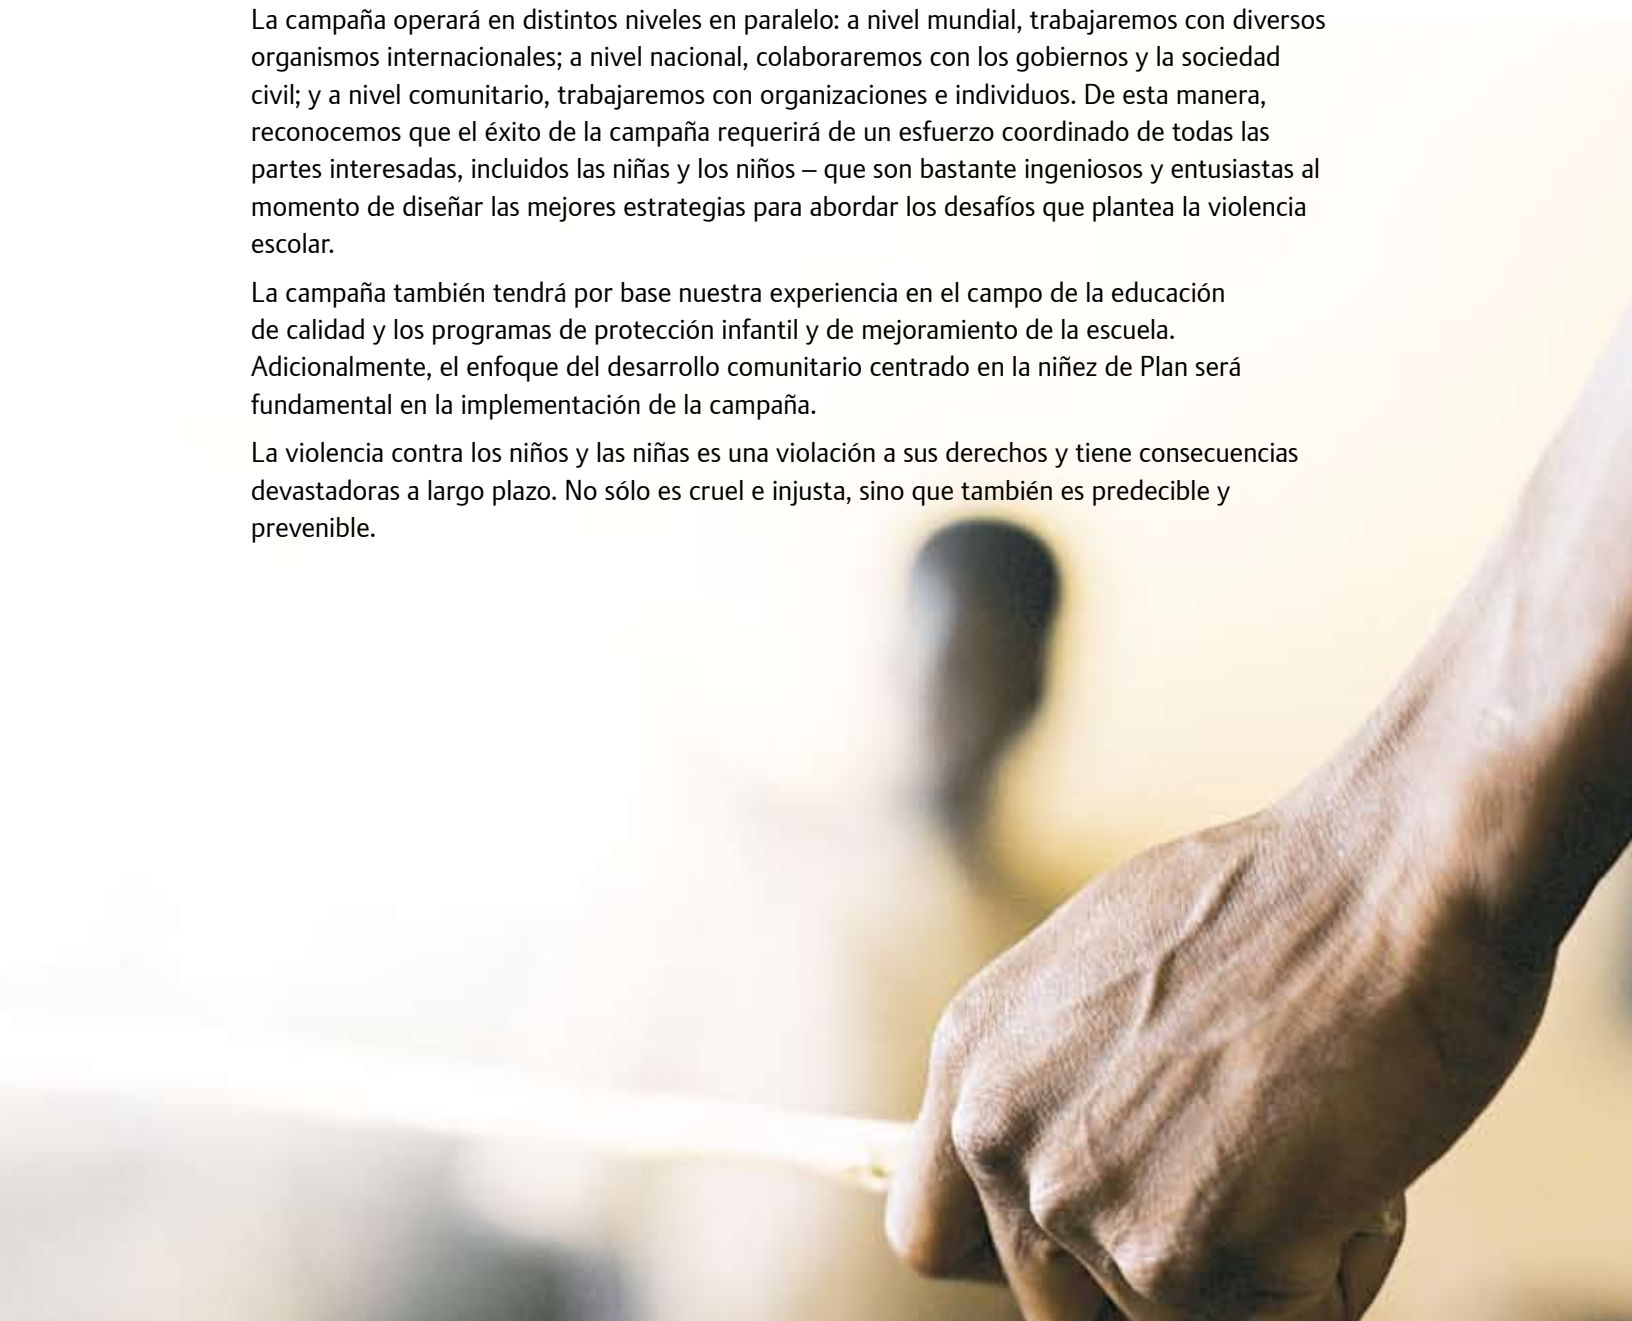 La campaña operará en distintos niveles en paralelo: a nivel mundial, trabajaremos con diversos
organismos internacionales; a nivel nacional, colaboraremos con los gobiernos y la sociedad
civil; y a nivel comunitario, trabajaremos con organizaciones e individuos. De esta manera,
reconocemos que el éxito de la campaña requerirá de un esfuerzo coordinado de todas las
partes interesadas, incluidos las niñas y los niños – que son bastante ingeniosos y entusiastas al
momento de diseñar las mejores estrategias para abordar los desafíos que plantea la violencia
escolar.
La campaña también tendrá por base nuestra experiencia en el campo de la educación
de calidad y los programas de protección infantil y de mejoramiento de la escuela.
Adicionalmente, el enfoque del desarrollo comunitario centrado en la niñez de Plan será
fundamental en la implementación de la campaña.
La violencia contra los niños y las niñas es una violación a sus derechos y tiene consecuencias
devastadoras a largo plazo. No sólo es cruel e injusta, sino que también es predecible y
prevenible.